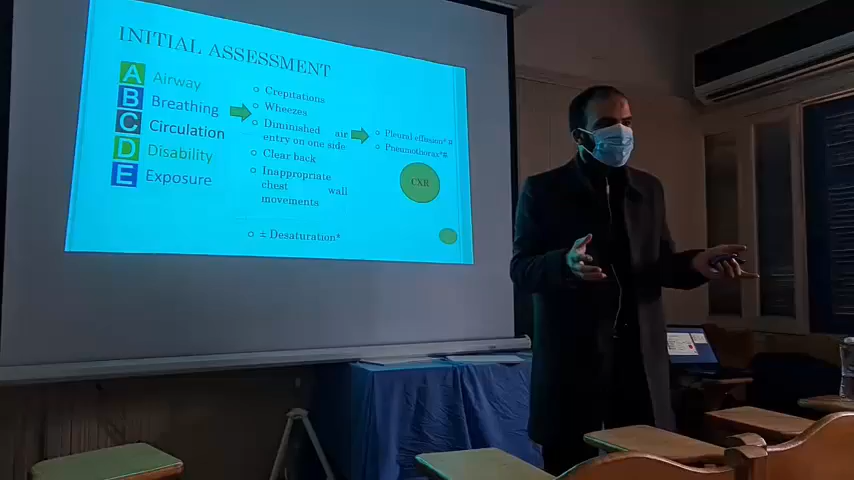 INITIAL ASSESSMENT
A Airway
B Breathing
C Circulation
D Disability
E Exposure
Crepitations
Wheezes
Diminished air
entry on one side
Clear back
Inappropriate
chest wall
movements
± Desaturation*
Pleural effusion*#
Pneumothorax*#
CXR